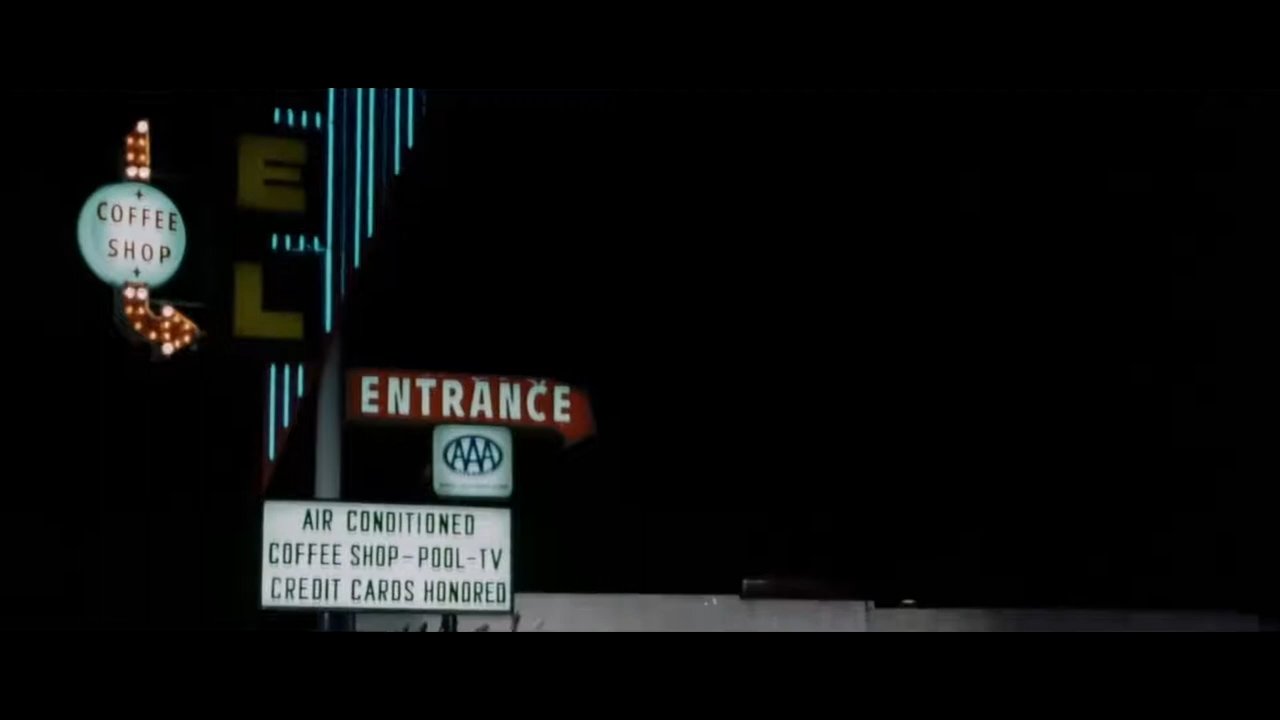 COFFEE
SHOP
E
L
ENTRANCE
AAA
AIR CONDITIONED
COFFEE SHOP-POOL-TV
CREDIT CARDS HONORED